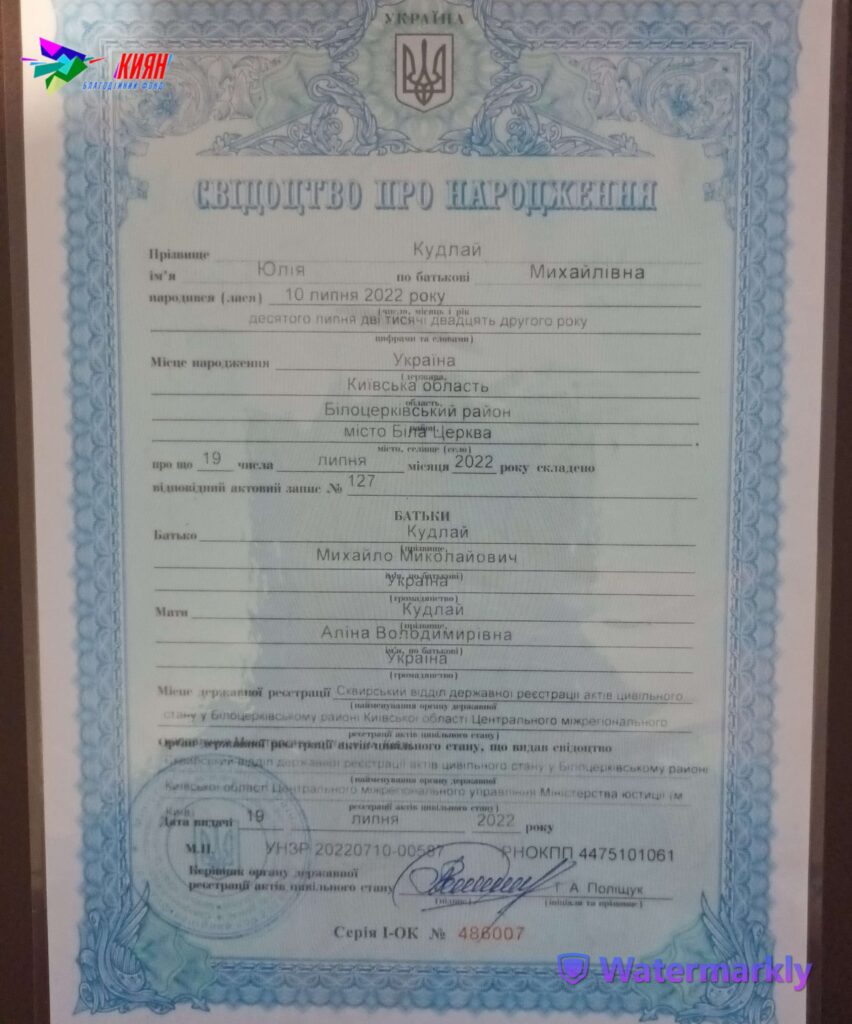 УКРАЇНА
КИЯН
БЛАГОДІЙНИЙ ФОНД
СВІДОЦТВО ПРО НАРОДЖЕННЯ
Прізвище Кудлай
ім'я Юлія по батькові Михайлівна
народився (лася) 10 липня 2022 року
(число, місяць і рік
десятого липня дві тисячі двадцять другого року
цифрами та словами)
Місце народження Україна
(держава,
Київська область
область,
Білоцерківський район
район,
місто Біла Церква
місто, селище (село)
про що 19 числа липня місяця 2022 року складено
відповідний актовий запис № 127
БАТЬКИ
Батько Кудлай
(прізвище,
Михайло Миколайович
ім'я, по батькові)
Україна
(громадянство)
Мати Кудлай
(прізвище,
Аліна Володимирівна
ім'я, по батькові)
Україна
(громадянство)
Місце державної реєстрації Сквирський відділ державної реєстрації актів цивільного
(найменування органу державної
стану у Білоцерківському районі Київської області Центрального міжрегіонального
реєстрації актів цивільного стану)
Орган державної реєстрації актів цивільного стану, що видав свідоцтво
Сквирський відділ державної реєстрації актів цивільного стану у Білоцерківському районі
(найменування органу державної
Київської області Центрального міжрегіонального управління Міністерства юстиції (м
реєстрації актів цивільного стану)
Київ)
Дата видачі 19 липня 2022 року
М.П. УНЗР 20220710-00587 РНОКПП 4475101061
Керівник органу державної
реєстрації актів цивільного стану Г. А. Поліщук
(підпис) (ініціали та прізвище)
Серія І-ОК № 486007
Watermarkly